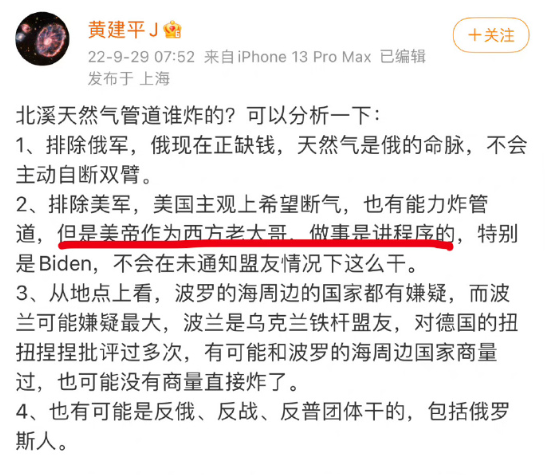 黄建平J
+关注
22-9-29 07:52 来自iPhone 13 Pro Max 已编辑
发布于 上海
北溪天然气管道谁炸的？可以分析一下：
1、排除俄军，俄现在正缺钱，天然气是俄的命脉，不会
主动自断双臂。
2、排除美军，美国主观上希望断气，也有能力炸管
道，但是美帝作为西方老大哥，做事是讲程序的，特别
是Biden，不会在未通知盟友情况下这么干。
3、从地点上看，波罗的海周边的国家都有嫌疑，而波
兰可能嫌疑最大，波兰是乌克兰铁杆盟友，对德国的扭
扭捏捏批评过多次，有可能和波罗的海周边国家商量
过，也可能没有商量直接炸了。
4、也有可能是反俄、反战、反普团体干的，包括俄罗
斯人。